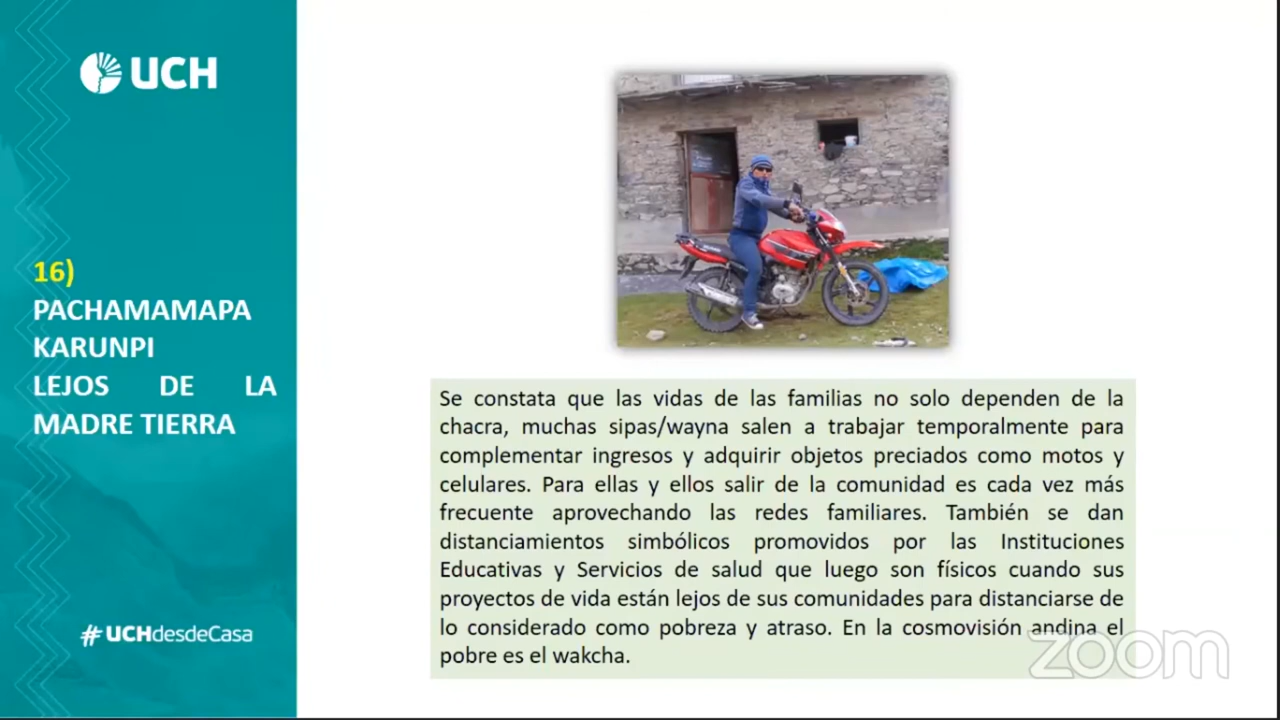 UCH
16)
PACHAMAMAPA
KARUNPI
LEJOS DE LA
MADRE TIERRA
#UCHdesdeCasa
Se constata que las vidas de las familias no solo dependen de la
chacra, muchas sipas/wayna salen a trabajar temporalmente para
complementar ingresos y adquirir objetos preciados como motos y
celulares. Para ellas y ellos salir de la comunidad es cada vez más
frecuente aprovechando las redes familiares. También se dan
distanciamientos simbólicos promovidos por las Instituciones
Educativas y Servicios de salud que luego son físicos cuando sus
proyectos de vida están lejos de sus comunidades para distanciarse de
lo considerado como pobreza y atraso. En la cosmovisión andina el
pobre es el wakcha.
zoom